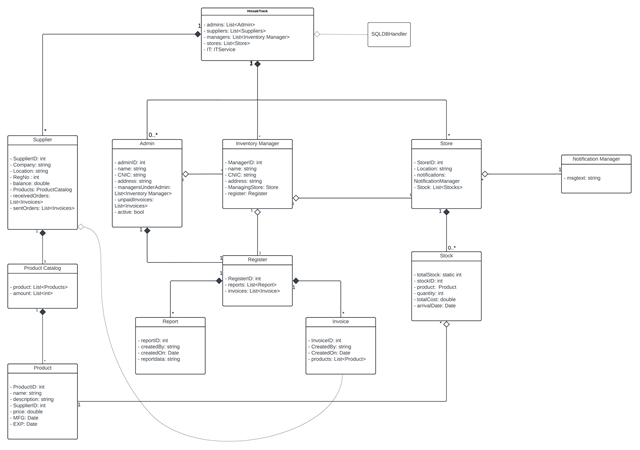 HissabTrack
- admins: List<Admin>
- suppliers: List<Suppliers>
- managers: List<Inventory Manager>
- stores: List<Store>
- IT: ITService
SQLDBHandler
1
1
*
0..*
*
Supplier
- SupplierID: int
- Company: string
- Location: string
- RegNo : int
- balance: double
- Products: ProductCatalog
- receivedOrders:
List<Invoices>
- sentOrders: List<Invoices>
Admin
- adminID: int
- name: string
- CNIC: string
- address: string
- managersUnderAdmin:
List<Inventory Manager>
- unpaidInvoices:
List<Invoices>
- active: bool
Inventory Manager
- ManagerID: int
- name: string
- CNIC: string
- address: string
- ManagingStore: Store
- register: Register
Store
- StoreID: int
- Location: string
- notifications:
NotificationManager
- Stock: List<Stocks>
Notification Manager
- msgtext: string
1
1
1
1
1
0..*
Product Catalog
- product: List<Products>
- amount: List<int>
1
Register
- RegisterID: int
- reports: List<Report>
- invoices: List<Invoice>
1
1
Stock
- totalStock: static int
- stockID: int
- product: Product
- quantity: int
- totalCost: double
- arrivalDate: Date
Report
- reportID: int
- createdBy: string
- createdOn: Date
- reportdata: string
*
Invoice
- InvoiceID: int
- CreatedBy: string
- CreatedOn: Date
- products: List<Product>
*
Product
- ProductID: int
- name: string
- description: string
- SupplierID: int
- price: double
- MFG: Date
- EXP: Date
1